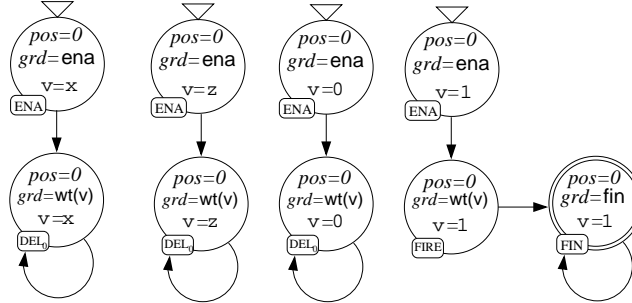 pos=0
grd=ena
v=x
ENA
pos=0
grd=ena
v=z
ENA
pos=0
grd=ena
v=0
ENA
pos=0
grd=ena
v=1
ENA
pos=0
grd=wt(v)
v=x
DEL₀
pos=0
grd=wt(v)
v=z
DEL₀
pos=0
grd=wt(v)
v=0
DEL₀
pos=0
grd=wt(v)
v=1
FIRE
pos=0
grd=fin
v=1
FIN